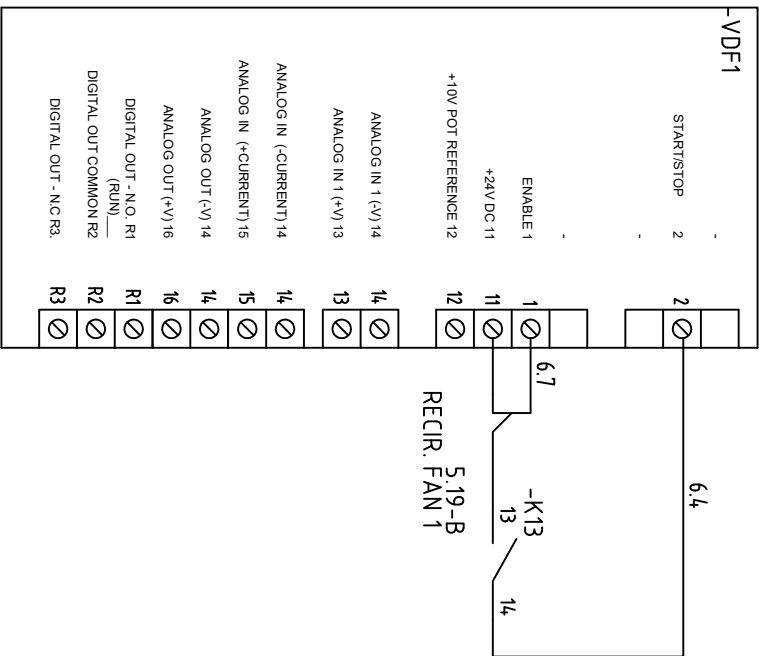 -VDF1
-
START/STOP 2
-
-
ENABLE 1
+24V DC 11
+10V POT REFERENCE 12
ANALOG IN 1 (-V) 14
ANALOG IN 1 (+V) 13
ANALOG IN (-CURRENT) 14
ANALOG IN (+CURRENT) 15
ANALOG OUT (-V) 14
ANALOG OUT (+V) 16
DIGITAL OUT - N.O. R1
(RUN)___
DIGITAL OUT COMMON R2
DIGITAL OUT - N.C R3.
2
1
11
12
14
13
14
15
14
16
R1
R2
R3
6.4
6.7
-K13
13
14
5.19-B
RECIR. FAN 1